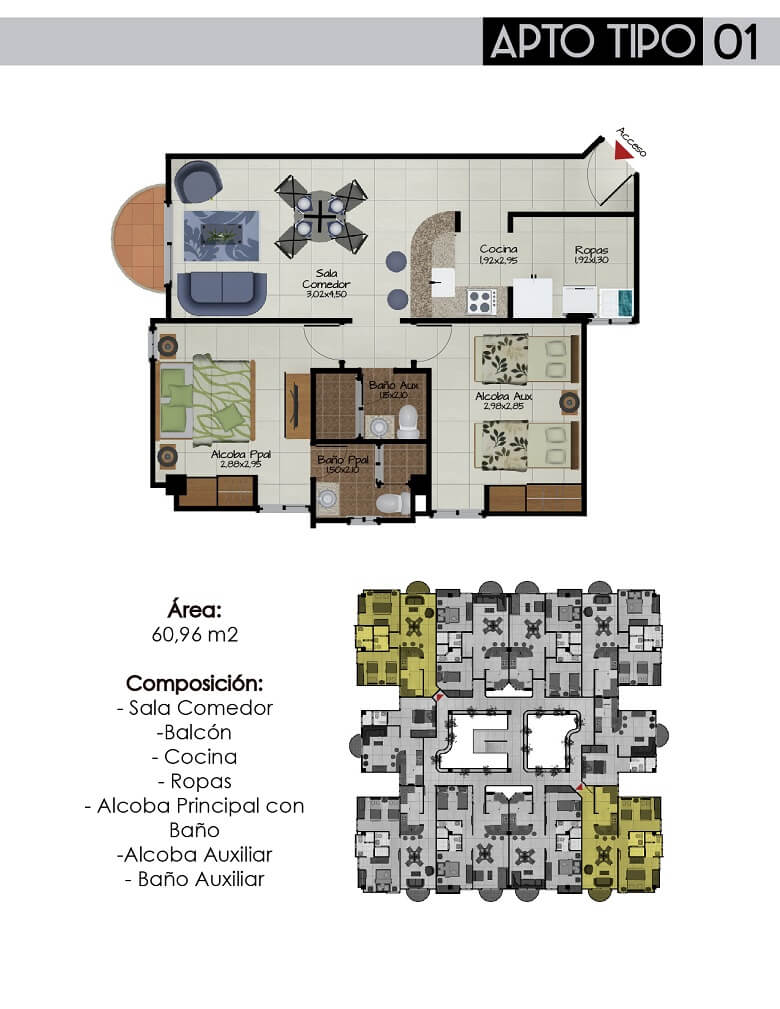 APTO TIPO 01
Acceso
Cocina
1,92x2,95
Ropas
1,92x1,30
Sala
Comedor
3,02x4,50
Baño Aux
1,15x2,10
Alcoba Aux
2,98x2,85
Alcoba Ppal
2,88x2,95
Baño Ppal
1,50x2,10
Área:
60,96 m2
Composición:
- Sala Comedor
-Balcón
- Cocina
- Ropas
- Alcoba Principal con
Baño
-Alcoba Auxiliar
- Baño Auxiliar